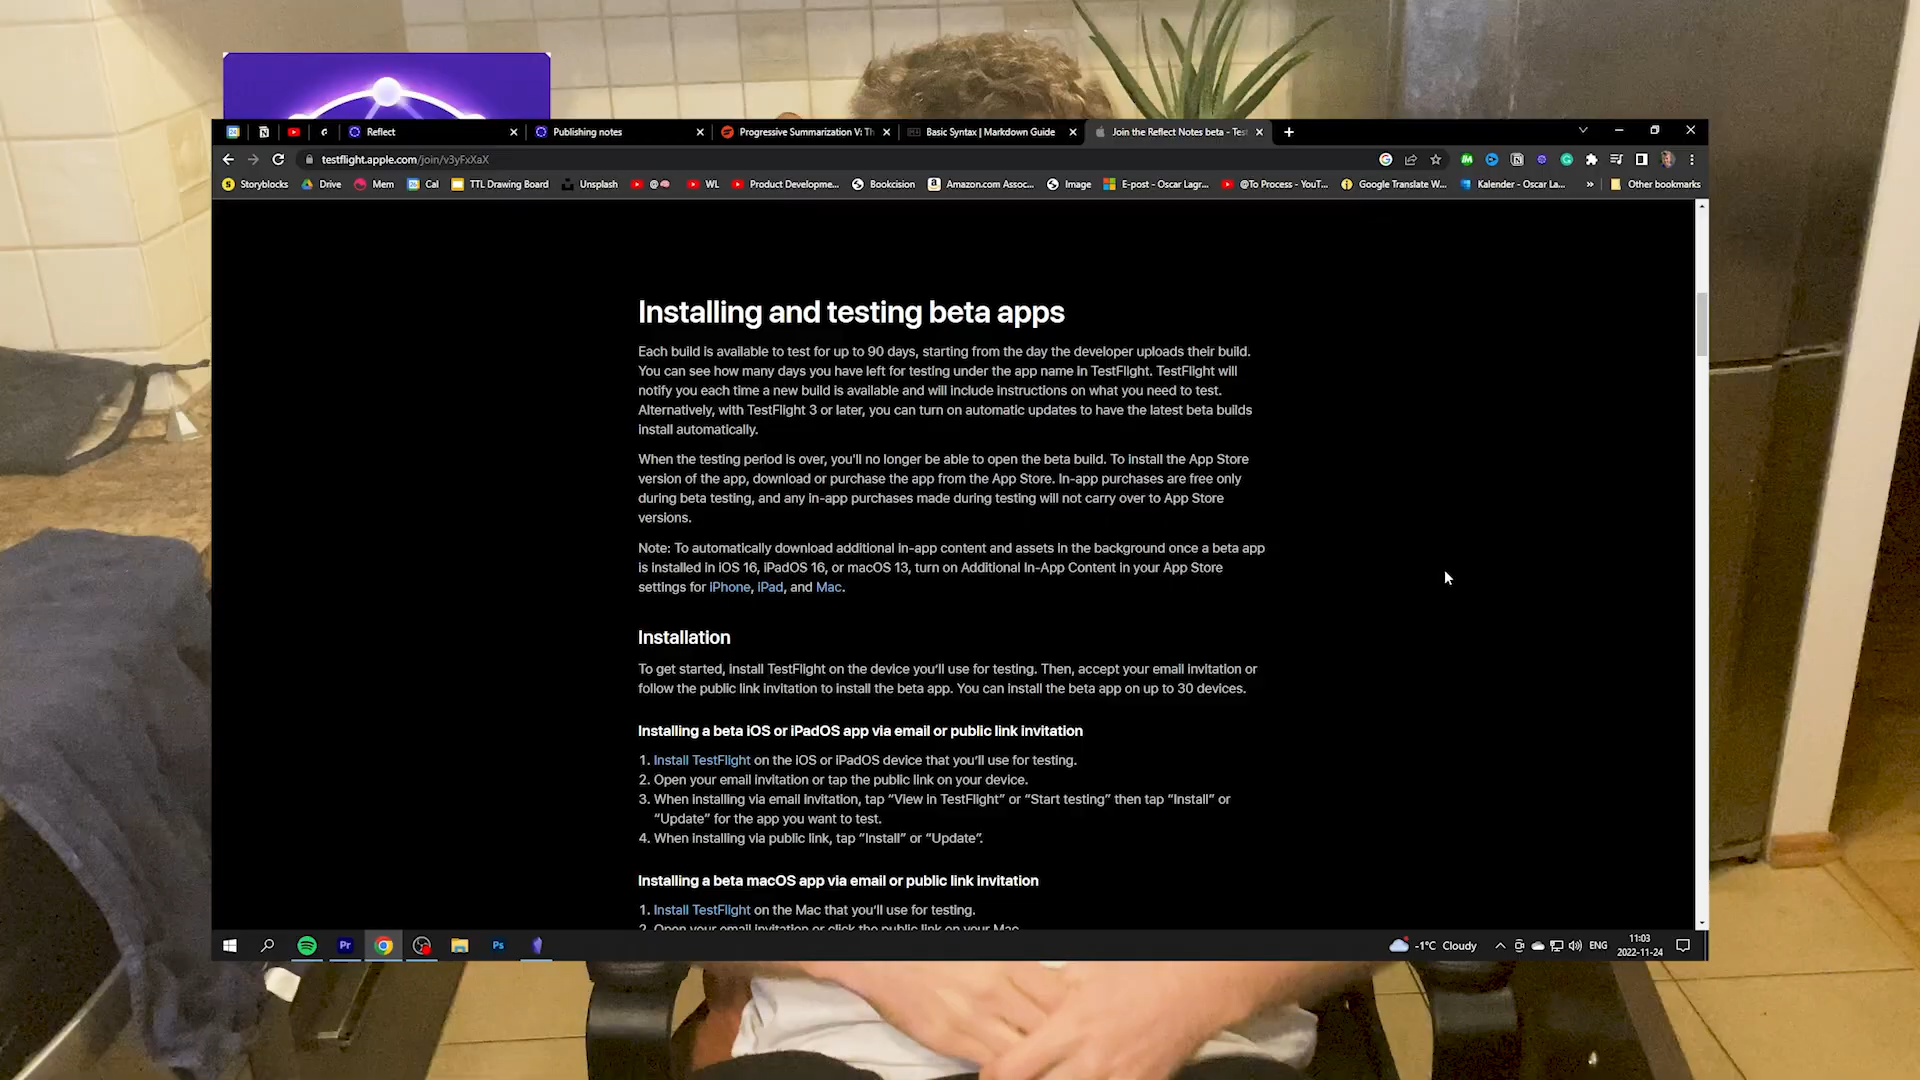 Reflect
Publishing notes
Progressive Summarization V: Th
Basic Syntax | Markdown Guide
Join the Reflect Notes beta - Tes
testflight.apple.com/join/v3yFxXaX
Storyblocks
Drive
Mem
Cal
TTL Drawing Board
Unsplash
@
WL
Product Developme...
Bookcision
Amazon.com Assoc...
Image
E-post - Oscar Lagr...
@To Process - YouT...
Google Translate W...
Kalender - Oscar La...
»
Other bookmarks
Installing and testing beta apps
Each build is available to test for up to 90 days, starting from the day the developer uploads their build.
You can see how many days you have left for testing under the app name in TestFlight. TestFlight will
notify you each time a new build is available and will include instructions on what you need to test.
Alternatively, with TestFlight 3 or later, you can turn on automatic updates to have the latest beta builds
install automatically.
When the testing period is over, you'll no longer be able to open the beta build. To install the App Store
version of the app, download or purchase the app from the App Store. In-app purchases are free only
during beta testing, and any in-app purchases made during testing will not carry over to App Store
versions.
Note: To automatically download additional in-app content and assets in the background once a beta app
is installed in iOS 16, iPadOS 16, or macOS 13, turn on Additional In-App Content in your App Store
settings for iPhone, iPad, and Mac.
Installation
To get started, install TestFlight on the device you'll use for testing. Then, accept your email invitation or
follow the public link invitation to install the beta app. You can install the beta app on up to 30 devices.
Installing a beta iOS or iPadOS app via email or public link invitation
1. Install TestFlight on the iOS or iPadOS device that you'll use for testing.
2. Open your email invitation or tap the public link on your device.
3. When installing via email invitation, tap “View in TestFlight” or “Start testing” then tap “Install” or
“Update” for the app you want to test.
4. When installing via public link, tap “Install” or “Update”.
Installing a beta macOS app via email or public link invitation
1. Install TestFlight on the Mac that you'll use for testing.
2. Open your email invitation or click the public link on your Mac.
Pr
Ps
-1°C Cloudy
ENG
11:03
2022-11-24